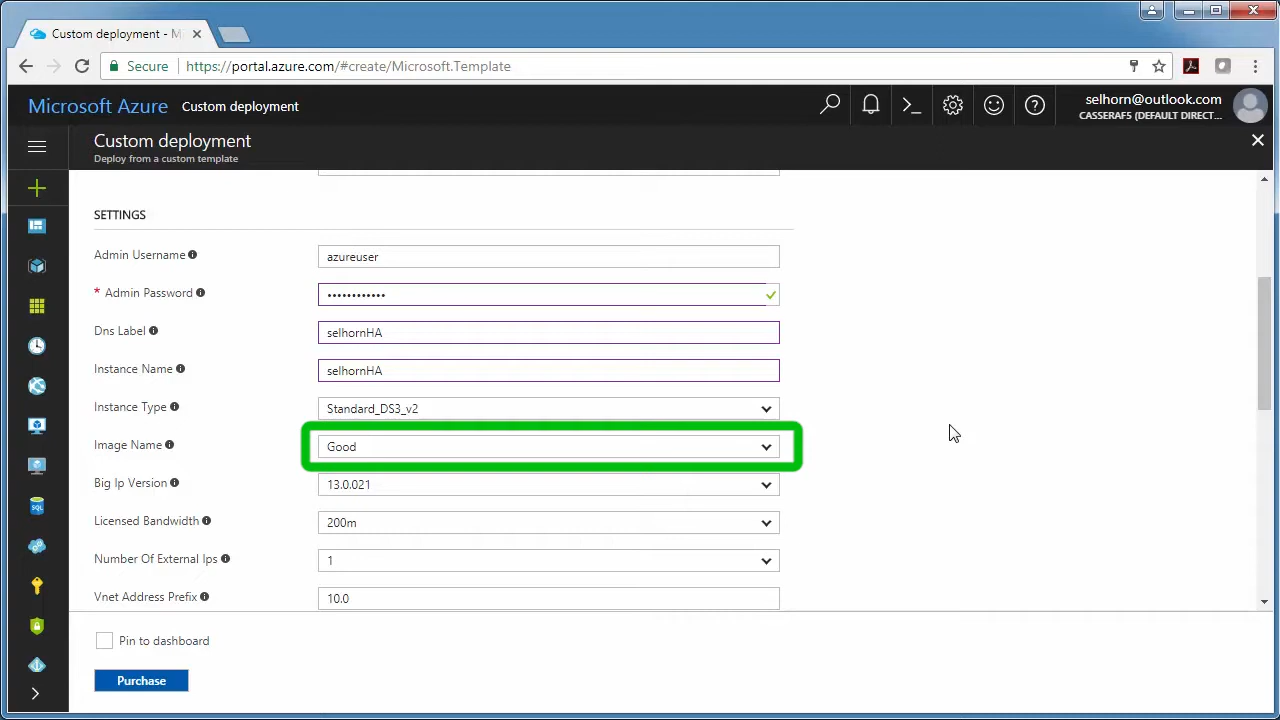 Custom deployment - Mi
Secure
https://portal.azure.com/#create/Microsoft.Template
Microsoft Azure
Custom deployment
selhorn@outlook.com
CASSERAF5 (DEFAULT DIRECT...
Custom deployment
Deploy from a custom template
SETTINGS
Admin Username
azureuser
* Admin Password
••••••••••••
Dns Label
selhornHA
Instance Name
selhornHA
Instance Type
Standard_DS3_v2
Image Name
Good
Big Ip Version
13.0.021
Licensed Bandwidth
200m
Number Of External Ips
1
Vnet Address Prefix
10.0
Pin to dashboard
Purchase
SQL